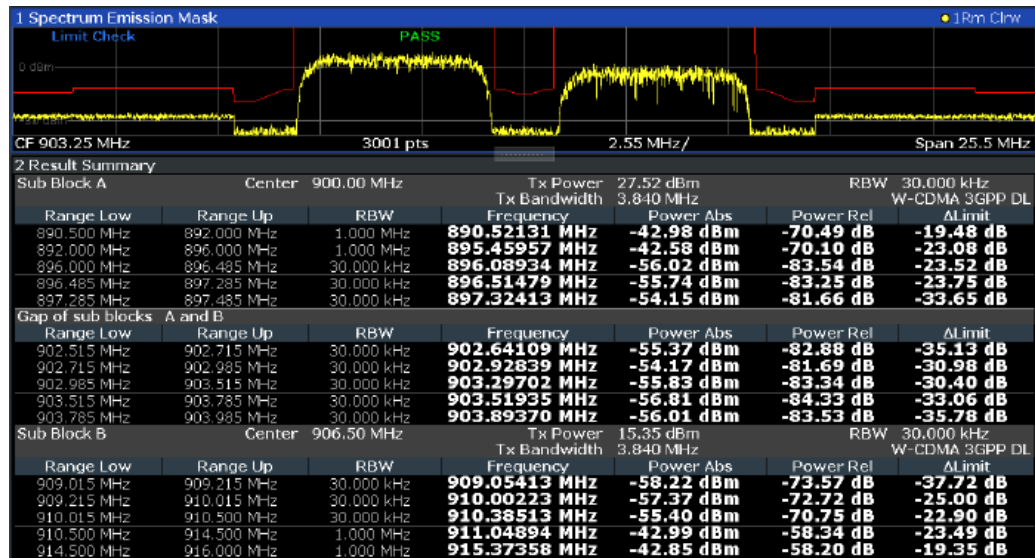 1 Spectrum Emission Mask 1Rm Clrw
Limit Check PASS
0 dBm
CF 903.25 MHz 3001 pts 2.55 MHz/ Span 25.5 MHz
2 Result Summary
Sub Block A Center 900.00 MHz Tx Power 27.52 dBm RBW 30.000 kHz
Tx Bandwidth 3.840 MHz W-CDMA 3GPP DL
Range Low Range Up RBW Frequency Power Abs Power Rel ΔLimit
890.500 MHz 892.000 MHz 1.000 MHz 890.52131 MHz -42.98 dBm -70.49 dB -19.48 dB
892.000 MHz 896.000 MHz 1.000 MHz 895.45957 MHz -42.58 dBm -70.10 dB -23.08 dB
896.000 MHz 896.485 MHz 30.000 kHz 896.08934 MHz -56.02 dBm -83.54 dB -23.52 dB
896.485 MHz 897.285 MHz 30.000 kHz 896.51479 MHz -55.74 dBm -83.25 dB -23.75 dB
897.285 MHz 897.485 MHz 30.000 kHz 897.32413 MHz -54.15 dBm -81.66 dB -33.65 dB
Gap of sub blocks A and B
Range Low Range Up RBW Frequency Power Abs Power Rel ΔLimit
902.515 MHz 902.715 MHz 30.000 kHz 902.64109 MHz -55.37 dBm -82.88 dB -35.13 dB
902.715 MHz 902.985 MHz 30.000 kHz 902.92839 MHz -54.17 dBm -81.69 dB -30.98 dB
902.985 MHz 903.515 MHz 30.000 kHz 903.29702 MHz -55.83 dBm -83.34 dB -30.40 dB
903.515 MHz 903.785 MHz 30.000 kHz 903.51935 MHz -56.81 dBm -84.33 dB -33.06 dB
903.785 MHz 903.985 MHz 30.000 kHz 903.89370 MHz -56.01 dBm -83.53 dB -35.78 dB
Sub Block B Center 906.50 MHz Tx Power 15.35 dBm RBW 30.000 kHz
Tx Bandwidth 3.840 MHz W-CDMA 3GPP DL
Range Low Range Up RBW Frequency Power Abs Power Rel ΔLimit
909.015 MHz 909.215 MHz 30.000 kHz 909.05413 MHz -58.22 dBm -73.57 dB -37.72 dB
909.215 MHz 910.015 MHz 30.000 kHz 910.00223 MHz -57.37 dBm -72.72 dB -25.00 dB
910.015 MHz 910.500 MHz 30.000 kHz 910.38513 MHz -55.40 dBm -70.75 dB -22.90 dB
910.500 MHz 914.500 MHz 1.000 MHz 911.04894 MHz -42.99 dBm -58.34 dB -23.49 dB
914.500 MHz 916.000 MHz 1.000 MHz 915.37358 MHz -42.85 dBm -58.20 dB